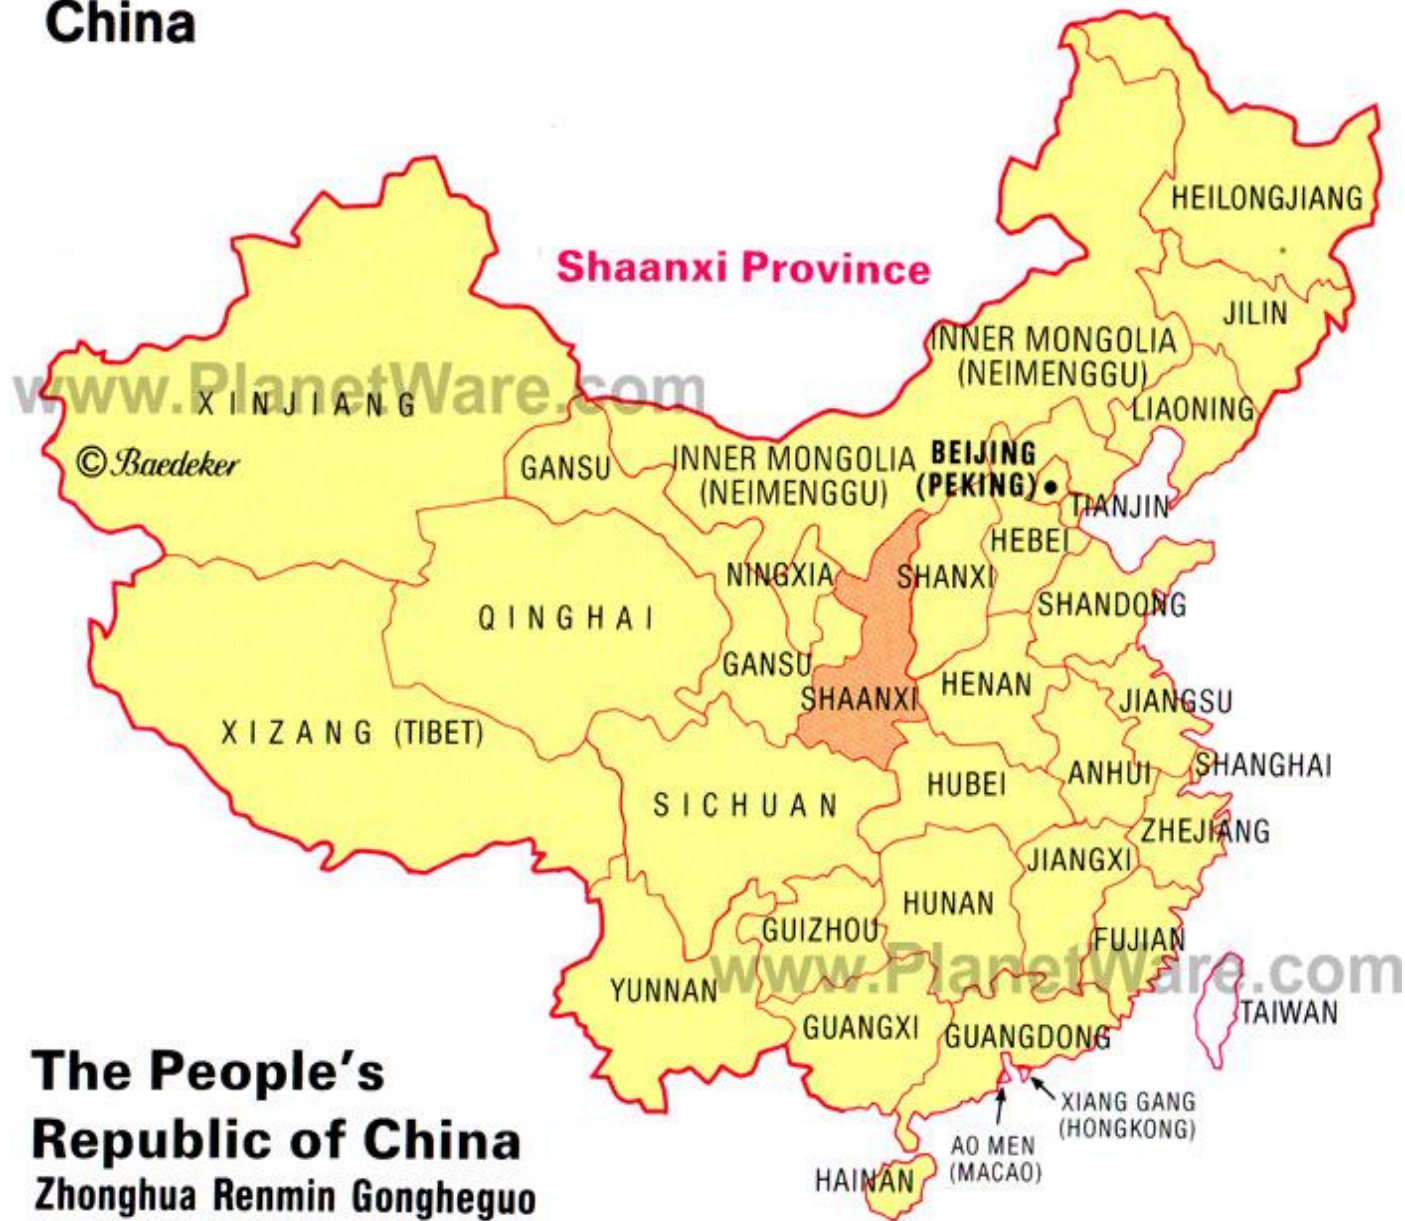 China
HEILONGJIANG
Shaanxi Province
JILIN
INNER MONGOLIA
(NEIMENGGU)
www.PlanetWare.com
XINJIANG
LIAONING
© Baedeker
GANSU
INNER MONGOLIA
(NEIMENGGU)
BEIJING
(PEKING)
TIANJIN
HEBEI
NINGXIA
SHANXI
SHANDONG
QINGHAI
GANSU
SHAANXI
HENAN
JIANGSU
XIZANG (TIBET)
SHANGHAI
ANHUI
HUBEI
SICHUAN
ZHEJIANG
JIANGXI
HUNAN
GUIZHOU
FUJIAN
www.PlanetWare.com
YUNNAN
GUANGXI
GUANGDONG
TAIWAN
XIANG GANG
(HONGKONG)
AO MEN
(MACAO)
HAINAN
The People's
Republic of China
Zhonghua Renmin Gongheguo